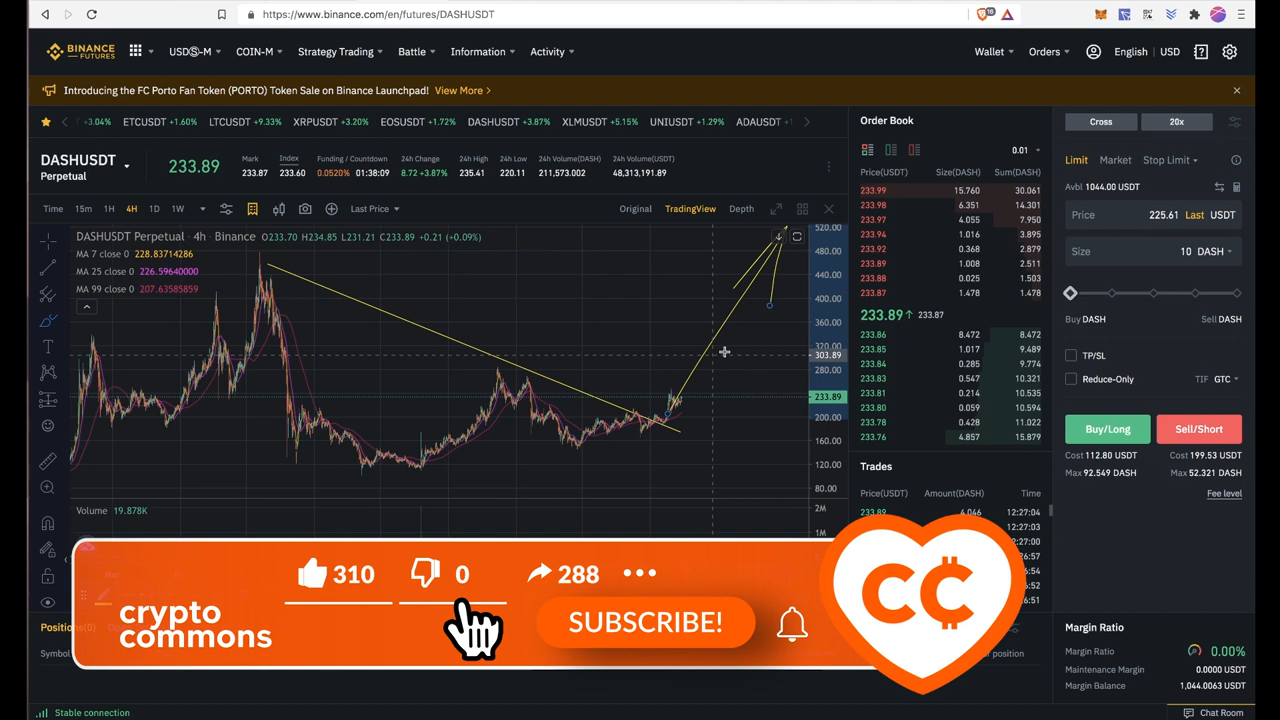 https://www.binance.com/en/futures/DASHUSDT
16
BINANCE
FUTURES
USDⓈ-M
COIN-M
Strategy Trading
Battle
Information
Activity
Wallet
Orders
English
USD
Introducing the FC Porto Fan Token (PORTO) Token Sale on Binance Launchpad!
View More >
+3.04%
ETCUSDT +1.60%
LTCUSDT +9.33%
XRPUSDT +3.20%
EOSUSDT +1.72%
DASHUSDT +3.87%
XLMUSDT +5.15%
UNIUSDT +1.29%
ADAUSDT
DASHUSDT
Perpetual
233.89
Mark
233.87
Index
233.60
Funding / Countdown
0.0520% 01:38:09
24h Change
8.72 +3.87%
24h High
235.41
24h Low
220.11
24h Volume(DASH)
211,573.002
24h Volume(USDT)
48,313,191.89
Time
15m
1H
4H
1D
1W
Last Price
Original
TradingView
Depth
DASHUSDT Perpetual · 4h · Binance O233.70 H234.85 L231.21 C233.89 +0.21 (+0.09%)
MA 7 close 0 228.83714286
MA 25 close 0 226.59640000
MA 99 close 0 207.63585859
520.00
480.00
440.00
400.00
360.00
320.00
303.89
280.00
233.89
200.00
160.00
120.00
80.00
Volume 19.878K
2M
1M
Order Book
0.01
Price(USDT) Size(DASH) Sum(DASH)
233.99 15.760 30.061
233.98 6.351 14.301
233.97 4.055 7.950
233.94 1.016 3.895
233.92 0.368 2.879
233.89 1.008 2.511
233.88 0.025 1.503
233.87 1.478 1.478
233.89↑ 233.87
233.86 8.472 8.472
233.85 1.017 9.489
233.84 0.285 9.774
233.83 0.547 10.321
233.81 0.214 10.535
233.80 0.059 10.594
233.78 0.428 11.022
233.76 4.857 15.879
Trades
Price(USDT) Amount(DASH) Time
233.89 4.046 12:27:04
12:27:03
Cross
20x
Limit
Market
Stop Limit
Avbl 1044.00 USDT
Price 225.61 Last USDT
Size 10 DASH
Buy DASH
Sell DASH
TP/SL
Reduce-Only
TIF GTC
Buy/Long
Sell/Short
Cost 112.80 USDT
Cost 199.53 USDT
Max 92.549 DASH
Max 52.321 DASH
Fee level
310
0
288
crypto
commons
SUBSCRIBE!
CC
Positions(0)
Symbol
position
Margin Ratio
Margin Ratio 0.00%
Maintenance Margin 0.0000 USDT
Margin Balance 1,044.0063 USDT
Stable connection
Chat Room